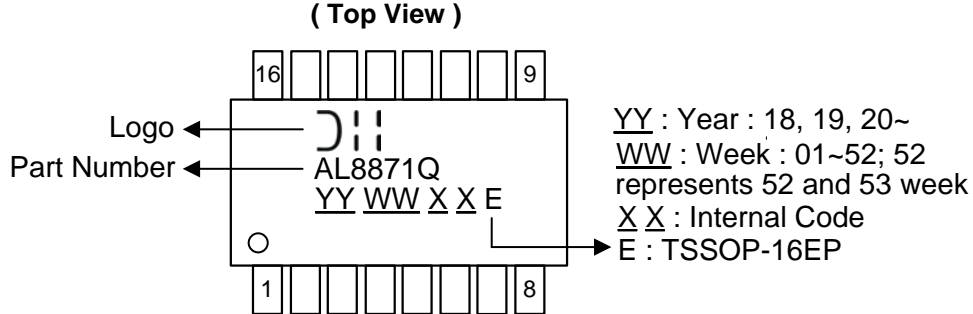 ( Top View )
16 9
Logo
Part Number
AL8871Q
YY WW X X E
1 8
YY : Year : 18, 19, 20~
WW : Week : 01~52; 52
represents 52 and 53 week
X X : Internal Code
E : TSSOP-16EP